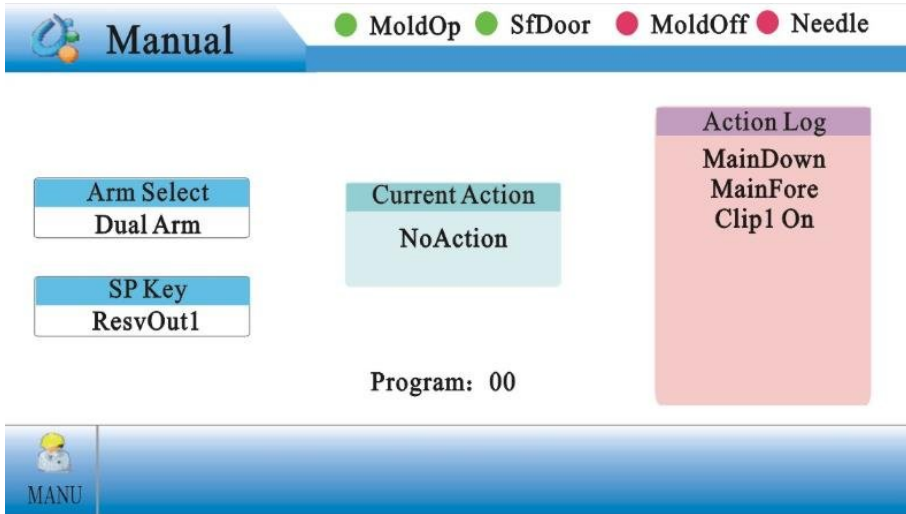 Manual
MoldOp SfDoor MoldOff Needle
Action Log
MainDown
MainFore
Clip1 On
Arm Select
Dual Arm
Current Action
NoAction
SP Key
ResvOut1
Program: 00
MANU